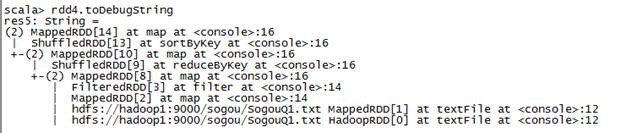 scala> rdd4.toDebugString
res5: String =
(2) MappedRDD[14] at map at <console>:16
 |  ShuffledRDD[13] at sortByKey at <console>:16
 +-(2) MappedRDD[10] at map at <console>:16
    |  ShuffledRDD[9] at reduceByKey at <console>:16
    +-(2) MappedRDD[8] at map at <console>:16
       |  FilteredRDD[3] at filter at <console>:14
       |  MappedRDD[2] at map at <console>:14
       |  hdfs://hadoop1:9000/sogou/SogouQ1.txt MappedRDD[1] at textFile at <console>:12
       |  hdfs://hadoop1:9000/sogou/SogouQ1.txt HadoopRDD[0] at textFile at <console>:12